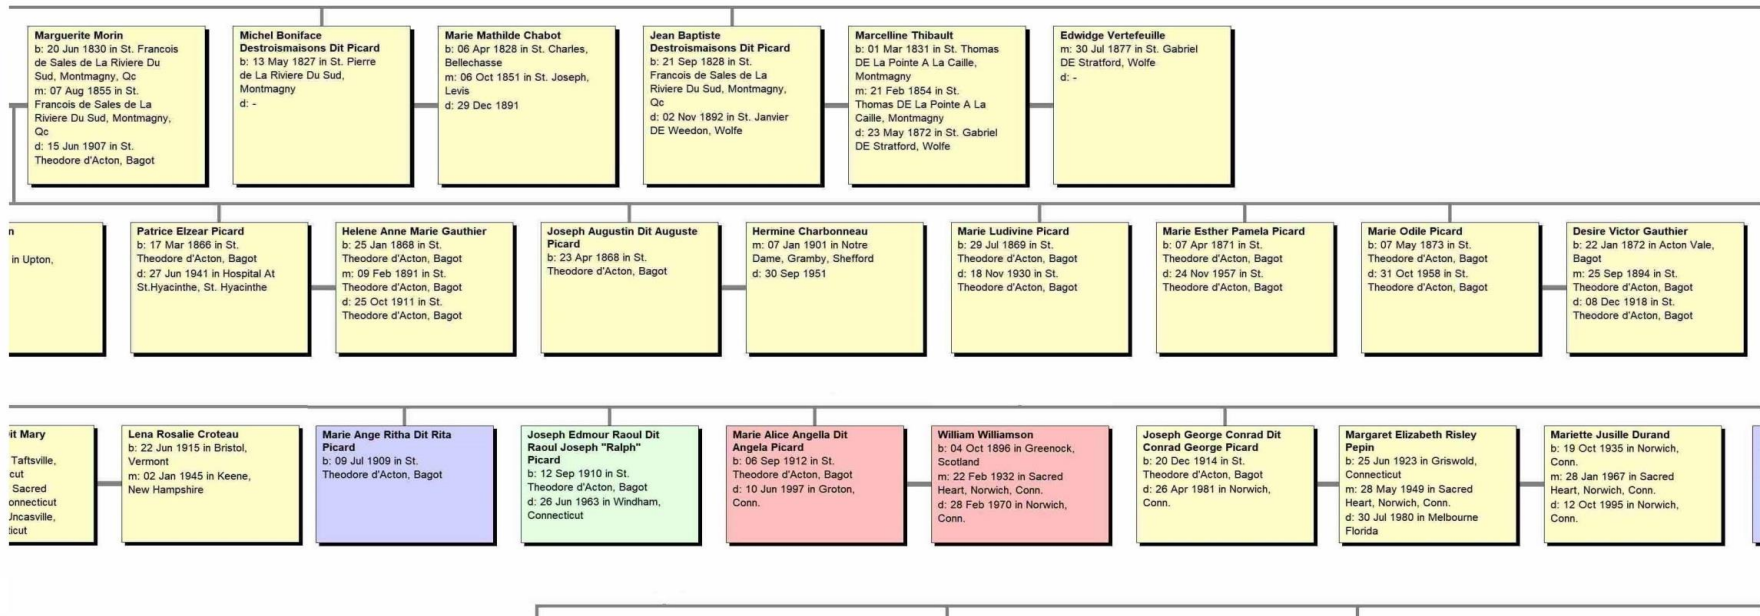 Marguerite Morin
b: 20 Jun 1830 in St. Francois
de Sales de La Riviere Du
Sud, Montmagny, Qc
m: 07 Aug 1855 in St.
Francois de Sales de La
Riviere Du Sud, Montmagny,
Qc
d: 15 Jun 1907 in St.
Theodore d'Acton, Bagot
Michel Boniface
Destroismaisons Dit Picard
b: 13 May 1827 in St. Pierre
de La Riviere Du Sud,
Montmagny
d: -
Marie Mathilde Chabot
b: 06 Apr 1828 in St. Charles,
Bellechasse
m: 06 Oct 1851 in St. Joseph,
Levis
d: 29 Dec 1891
Jean Baptiste
Destroismaisons Dit Picard
b: 21 Sep 1828 in St.
Francois de Sales de La
Riviere Du Sud, Montmagny,
Qc
d: 02 Nov 1892 in St. Janvier
DE Weedon, Wolfe
Marcelline Thibault
b: 01 Mar 1831 in St. Thomas
DE La Pointe A La Caille,
Montmagny
m: 21 Feb 1854 in St.
Thomas DE La Pointe A La
Caille, Montmagny
d: 23 May 1872 in St. Gabriel
DE Stratford, Wolfe
Edwidge Vertefeuille
m: 30 Jul 1877 in St. Gabriel
DE Stratford, Wolfe
d: -
n
in Upton,
Patrice Elzear Picard
b: 17 Mar 1866 in St.
Theodore d'Acton, Bagot
d: 27 Jun 1941 in Hospital At
St.Hyacinthe, St. Hyacinthe
Helene Anne Marie Gauthier
b: 25 Jan 1868 in St.
Theodore d'Acton, Bagot
m: 09 Feb 1891 in St.
Theodore d'Acton, Bagot
d: 25 Oct 1911 in St.
Theodore d'Acton, Bagot
Joseph Augustin Dit Auguste
Picard
b: 23 Apr 1868 in St.
Theodore d'Acton, Bagot
Hermine Charbonneau
m: 07 Jan 1901 in Notre
Dame, Gramby, Shefford
d: 30 Sep 1951
Marie Ludivine Picard
b: 29 Jul 1869 in St.
Theodore d'Acton, Bagot
d: 18 Nov 1930 in St.
Theodore d'Acton, Bagot
Marie Esther Pamela Picard
b: 07 Apr 1871 in St.
Theodore d'Acton, Bagot
d: 24 Nov 1957 in St.
Theodore d'Acton, Bagot
Marie Odile Picard
b: 07 May 1873 in St.
Theodore d'Acton, Bagot
d: 31 Oct 1958 in St.
Theodore d'Acton, Bagot
Desire Victor Gauthier
b: 22 Jan 1872 in Acton Vale,
Bagot
m: 25 Sep 1894 in St.
Theodore d'Acton, Bagot
d: 08 Dec 1918 in St.
Theodore d'Acton, Bagot
it Mary
Taftsville,
cut
Sacred
onnecticut
Uncasville,
ticut
Lena Rosalie Croteau
b: 22 Jun 1915 in Bristol,
Vermont
m: 02 Jan 1945 in Keene,
New Hampshire
Marie Ange Ritha Dit Rita
Picard
b: 09 Jul 1909 in St.
Theodore d'Acton, Bagot
Joseph Edmour Raoul Dit
Raoul Joseph "Ralph"
Picard
b: 12 Sep 1910 in St.
Theodore d'Acton, Bagot
d: 26 Jun 1963 in Windham,
Connecticut
Marie Alice Angella Dit
Angela Picard
b: 06 Sep 1912 in St.
Theodore d'Acton, Bagot
d: 10 Jun 1997 in Groton,
Conn.
William Williamson
b: 04 Oct 1896 in Greenock,
Scotland
m: 22 Feb 1932 in Sacred
Heart, Norwich, Conn.
d: 28 Feb 1970 in Norwich,
Conn.
Joseph George Conrad Dit
Conrad George Picard
b: 20 Dec 1914 in St.
Theodore d'Acton, Bagot
d: 26 Apr 1981 in Norwich,
Conn.
Margaret Elizabeth Risley
Pepin
b: 25 Jun 1923 in Griswold,
Connecticut
m: 28 May 1949 in Sacred
Heart, Norwich, Conn.
d: 30 Jul 1980 in Melbourne
Florida
Mariette Jusille Durand
b: 19 Oct 1935 in Norwich,
Conn.
m: 28 Jan 1967 in Sacred
Heart, Norwich, Conn.
d: 12 Oct 1995 in Norwich,
Conn.